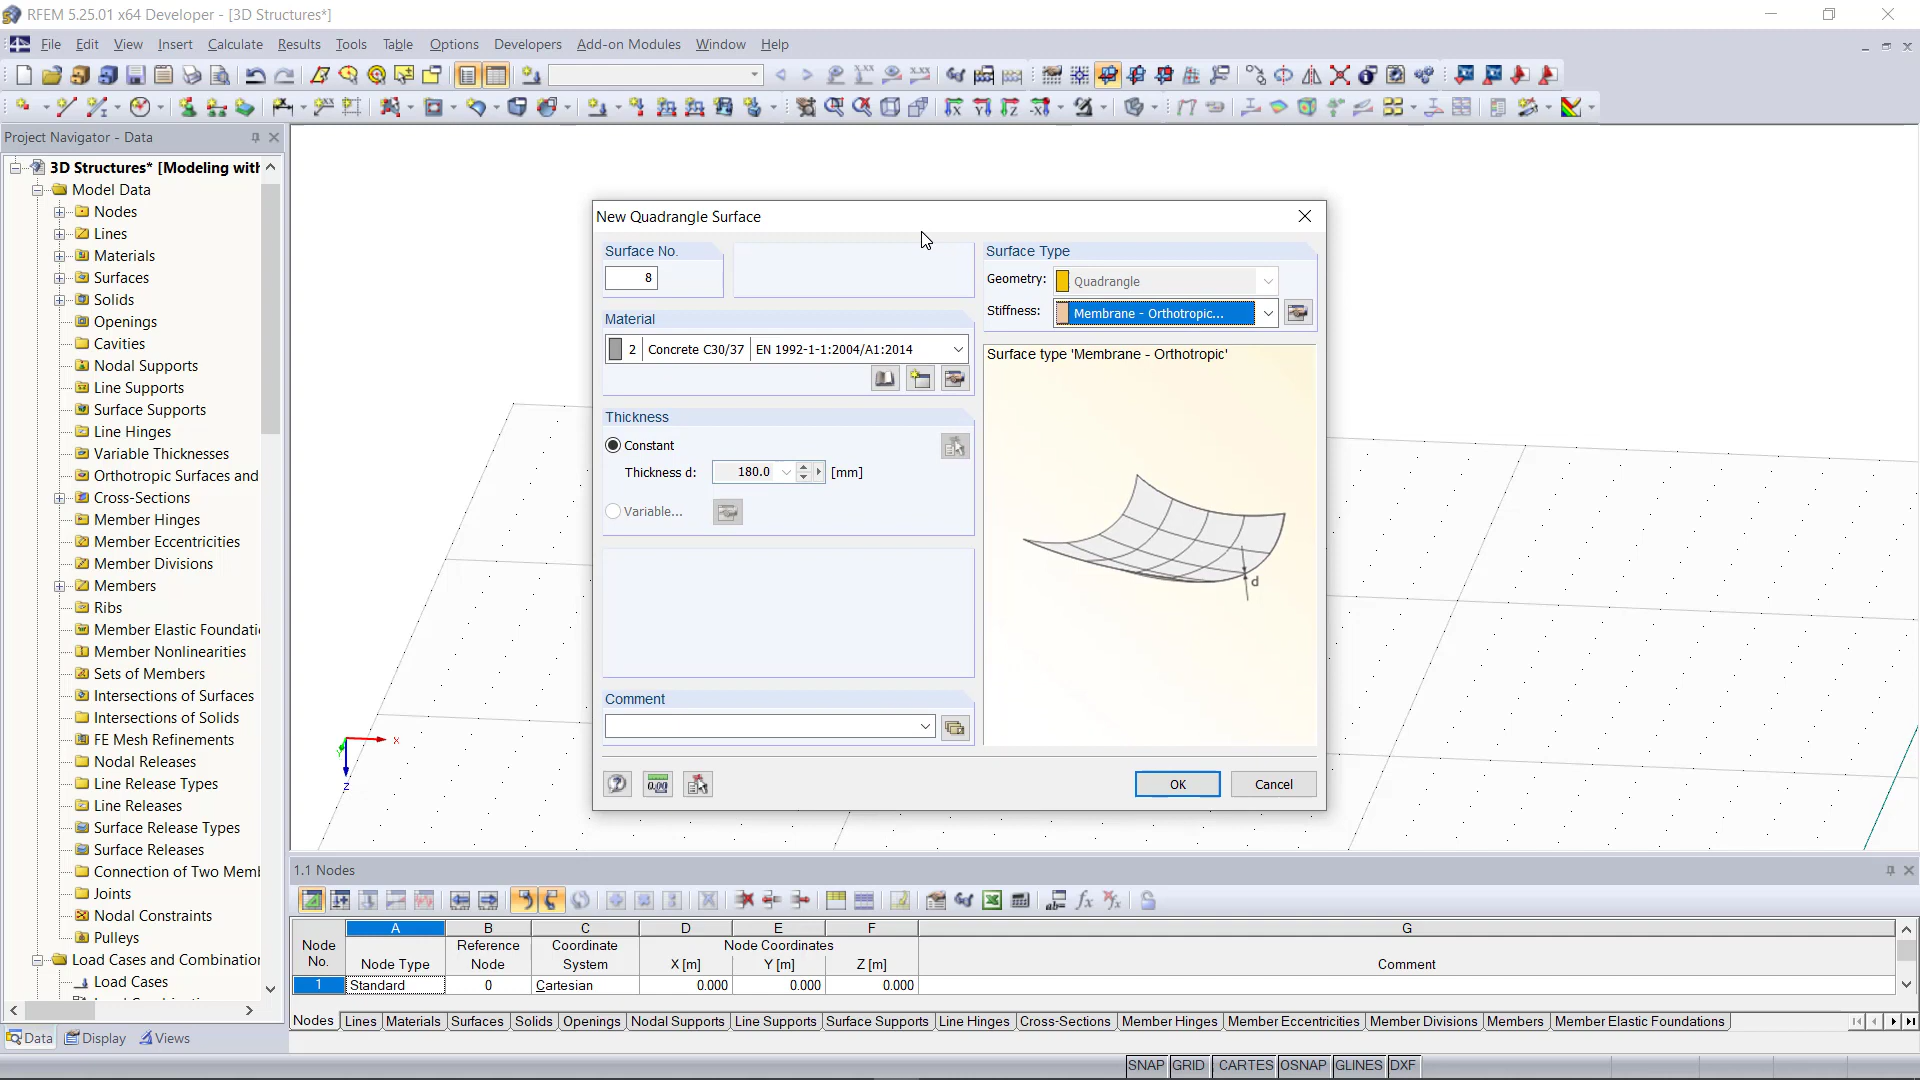 RFEM 5.25.01 x64 Developer - [3D Structures*]
File Edit View Insert Calculate Results Tools Table Options Developers Add-on Modules Window Help
Project Navigator - Data
3D Structures* [Modeling with
Model Data
Nodes
Lines
Materials
Surfaces
Solids
Openings
Cavities
Nodal Supports
Line Supports
Surface Supports
Line Hinges
Variable Thicknesses
Orthotropic Surfaces and
Cross-Sections
Member Hinges
Member Eccentricities
Member Divisions
Members
Ribs
Member Elastic Foundati
Member Nonlinearities
Sets of Members
Intersections of Surfaces
Intersections of Solids
FE Mesh Refinements
Nodal Releases
Line Release Types
Line Releases
Surface Release Types
Surface Releases
Connection of Two Meml
Joints
Nodal Constraints
Pulleys
Load Cases and Combination
Load Cases
Data Display Views
New Quadrangle Surface
Surface No.
8
Material
2 Concrete C30/37 EN 1992-1-1:2004/A1:2014
Thickness
Constant
Thickness d: 180.0 [mm]
Variable...
Comment
Surface Type
Geometry: Quadrangle
Stiffness: Membrane - Orthotropic...
Surface type 'Membrane - Orthotropic'
d
0.00
OK Cancel
X
Y
Z
1.1 Nodes
A B C D E F G
Node No. Node Type Reference Node Coordinate System Node Coordinates X [m] Y [m] Z [m] Comment
1 Standard 0 Cartesian 0.000 0.000 0.000
Nodes Lines Materials Surfaces Solids Openings Nodal Supports Line Supports Surface Supports Line Hinges Cross-Sections Member Hinges Member Eccentricities Member Divisions Members Member Elastic Foundations
SNAP GRID CARTES OSNAP GLINES DXF